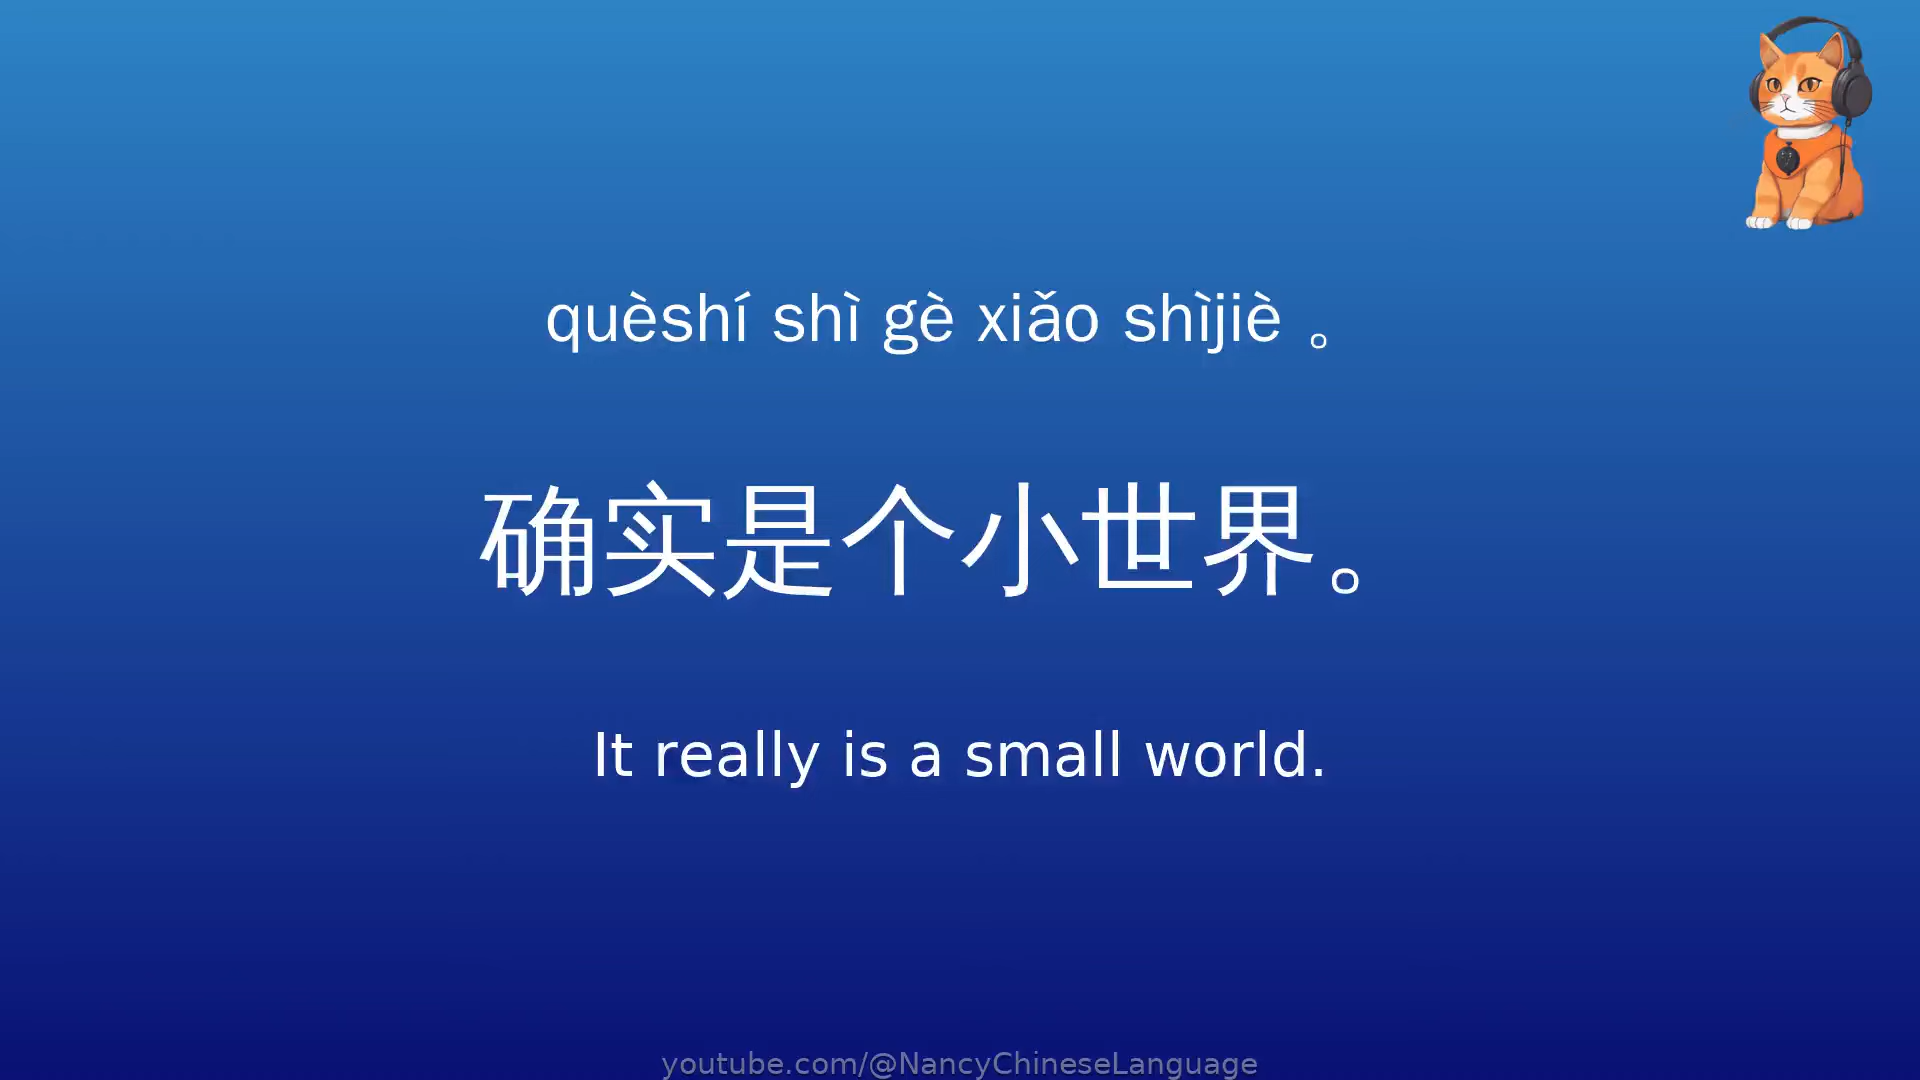 quèshí shì gè xiǎo shìjiè 。
确实是个小世界。
It really is a small world.
youtube.com/@NancyChineseLanguage